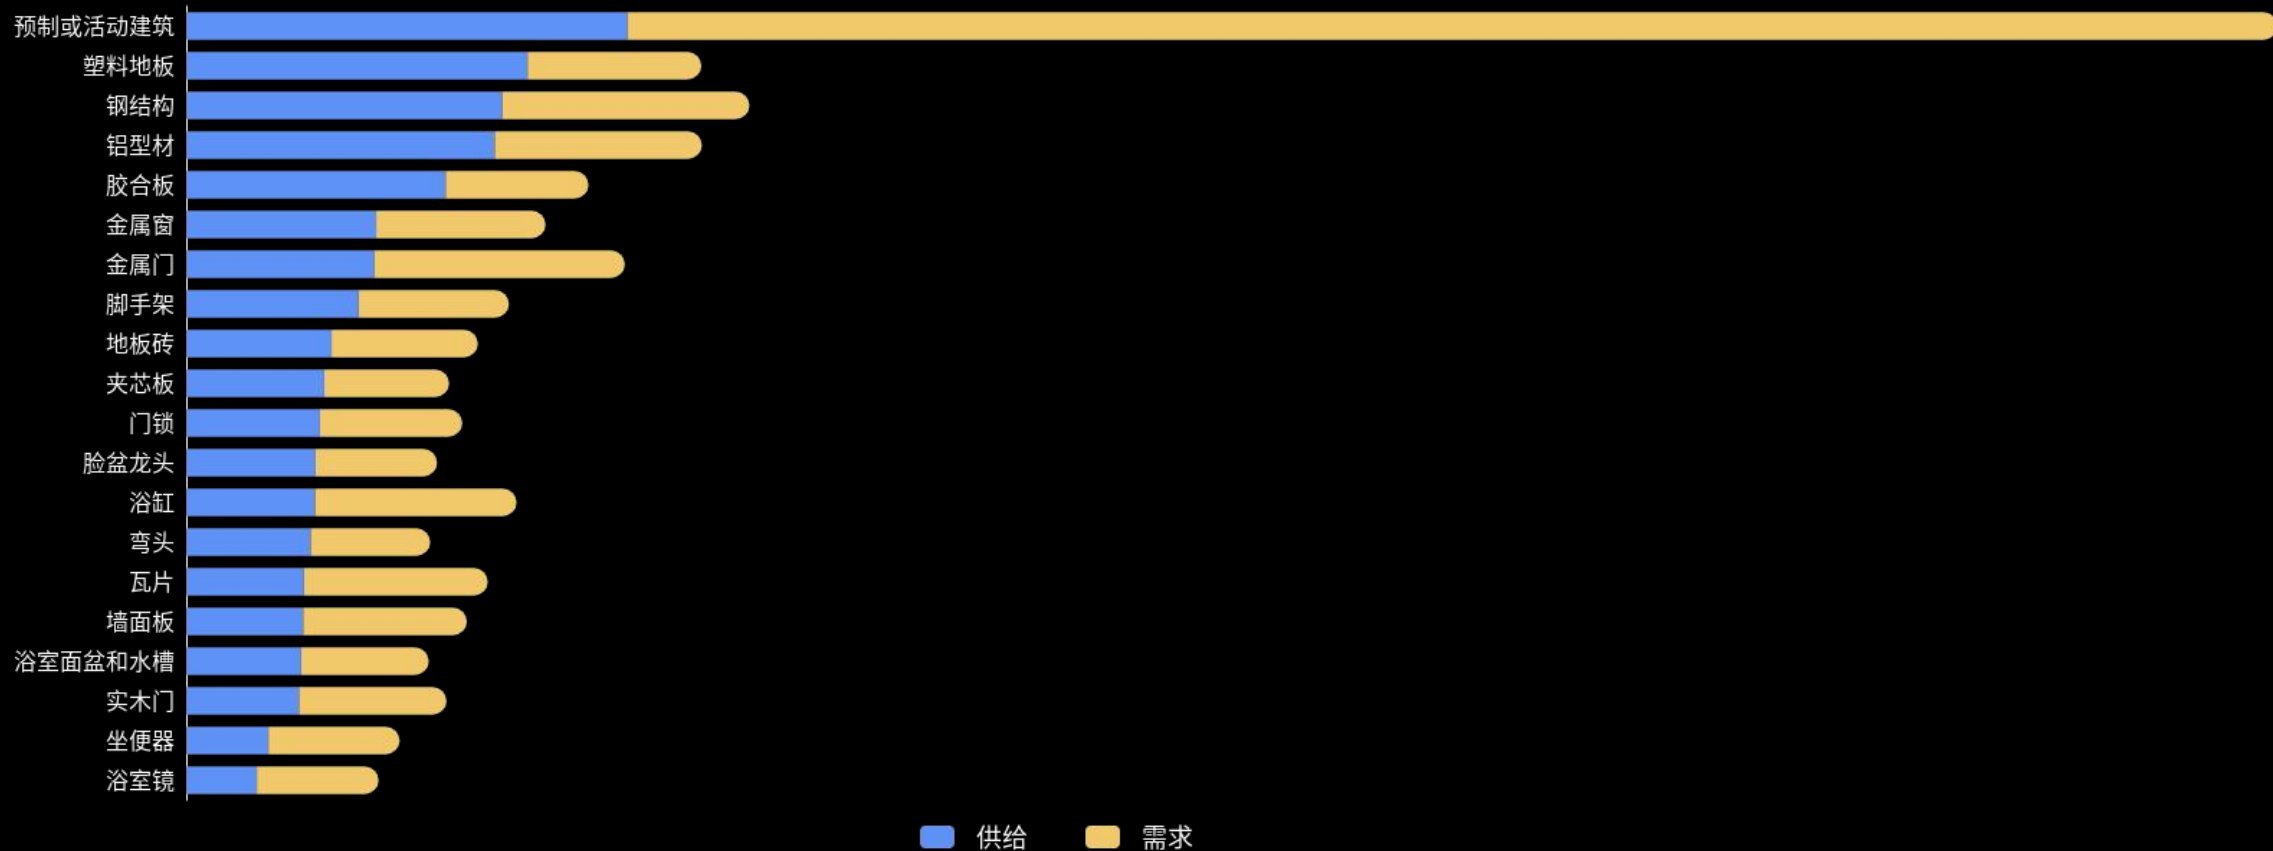 预制或活动建筑
塑料地板
钢结构
铝型材
胶合板
金属窗
金属门
脚手架
地板砖
夹芯板
门锁
脸盆龙头
浴缸
弯头
瓦片
墙面板
浴室面盆和水槽
实木门
坐便器
浴室镜
供给 需求